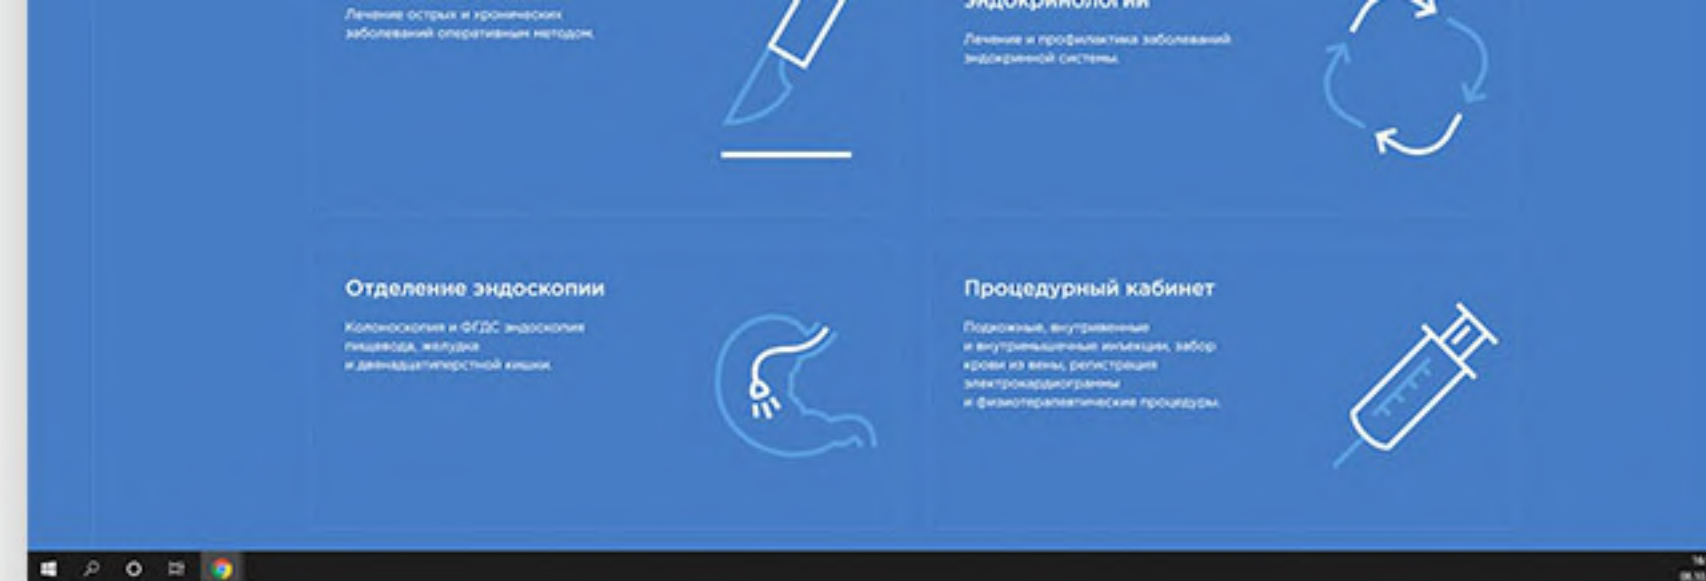 Лечение острых и хронических
заболеваний оперативным методом.
эндокринологии
Лечение и профилактика заболеваний
эндокринной системы.
Отделение эндоскопии
Колоноскопия и ФГДС эндоскопия
пищевода, желудка
и двенадцатиперстной кишки.
Процедурный кабинет
Подкожные, внутривенные
и внутримышечные инъекции, забор
крови из вены, регистрация
электрокардиограммы
и физиотерапевтические процедуры.